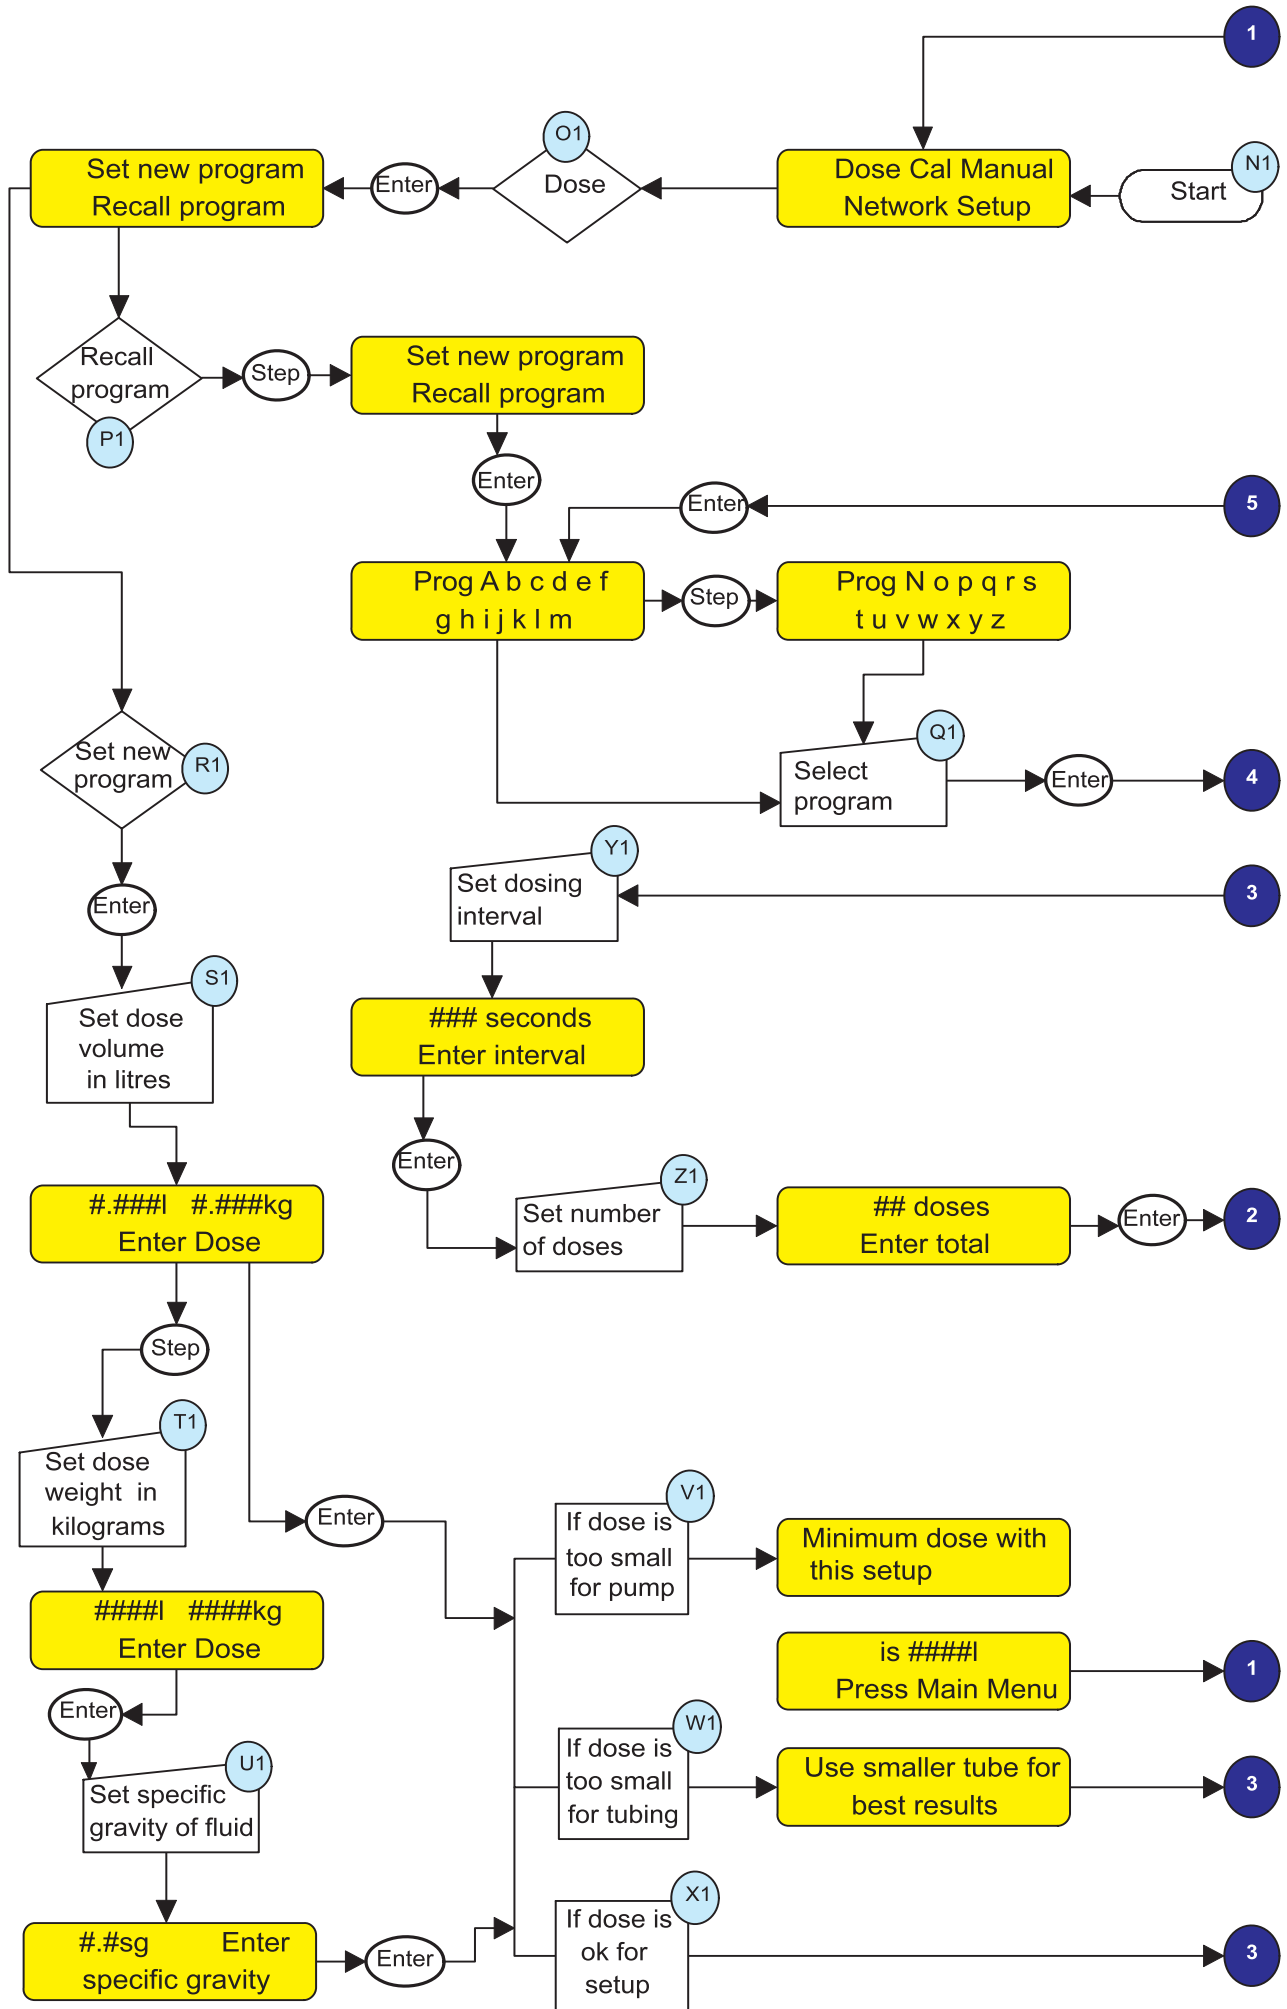 1
O1
N1
Set new program
Recall program
Enter
Dose
Dose Cal Manual
Network Setup
Start
Recall
program
P1
Step
Set new program
Recall program
Enter
Enter
5
Prog A b c d e f
g h i j k l m
Step
Prog N o p q r s
t u v w x y z
Set new
program
R1
Q1
Select
program
Enter
4
Enter
Y1
Set dosing
interval
3
S1
Set dose
volume
in litres
### seconds
Enter interval
Enter
Z1
Set number
of doses
## doses
Enter total
Enter
2
#.###l #.###kg
Enter Dose
Step
T1
Set dose
weight in
kilograms
Enter
V1
If dose is
too small
for pump
Minimum dose with
this setup
####l ####kg
Enter Dose
is ####l
Press Main Menu
1
Enter
W1
If dose is
too small
for tubing
Use smaller tube for
best results
3
U1
Set specific
gravity of fluid
X1
If dose is
ok for
setup
3
#.#sg Enter
specific gravity
Enter